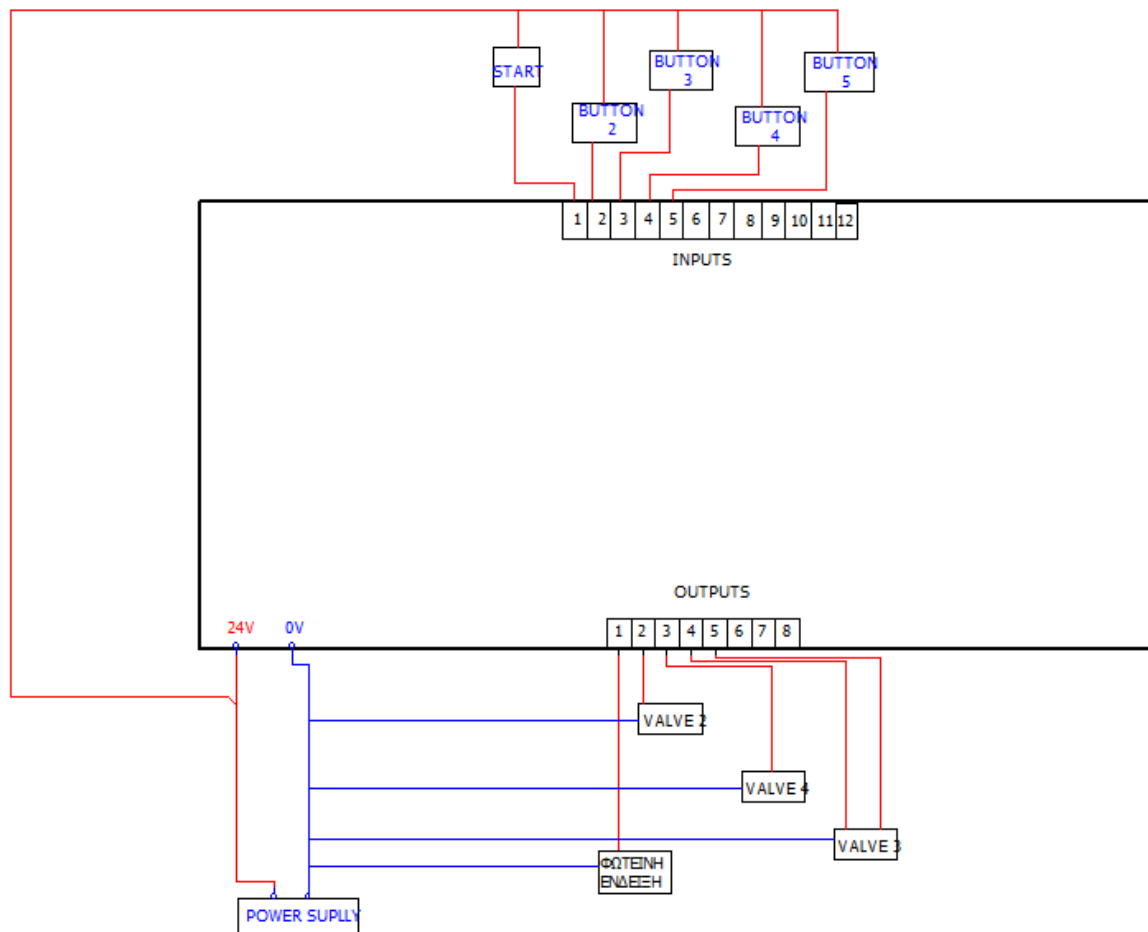 START
BUTTON
2
BUTTON
3
BUTTON
4
BUTTON
5
1 2 3 4 5 6 7 8 9 10 11 12
INPUTS
OUTPUTS
1 2 3 4 5 6 7 8
24V 0V
VALVE 2
VALVE 4
VALVE 3
ΦΩΤΕΙΝΗ
ΕΝΔΕΙΞΗ
POWER SUPLLY